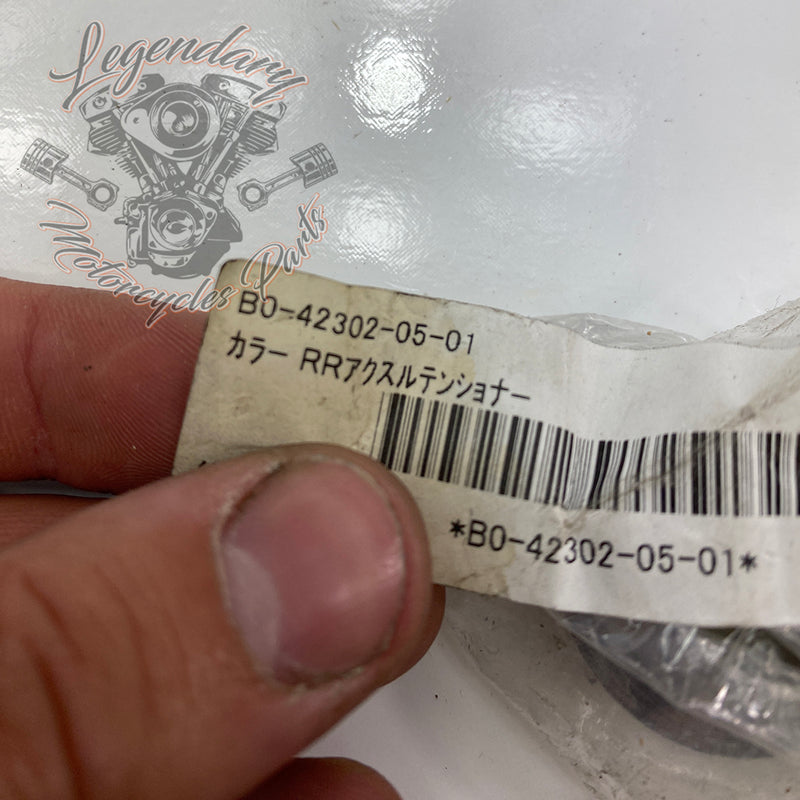 Legendary
Motorcycles Parts
B0-42302-05-01
カラー RRアクスルテンショナー
*B0-42302-05-01*